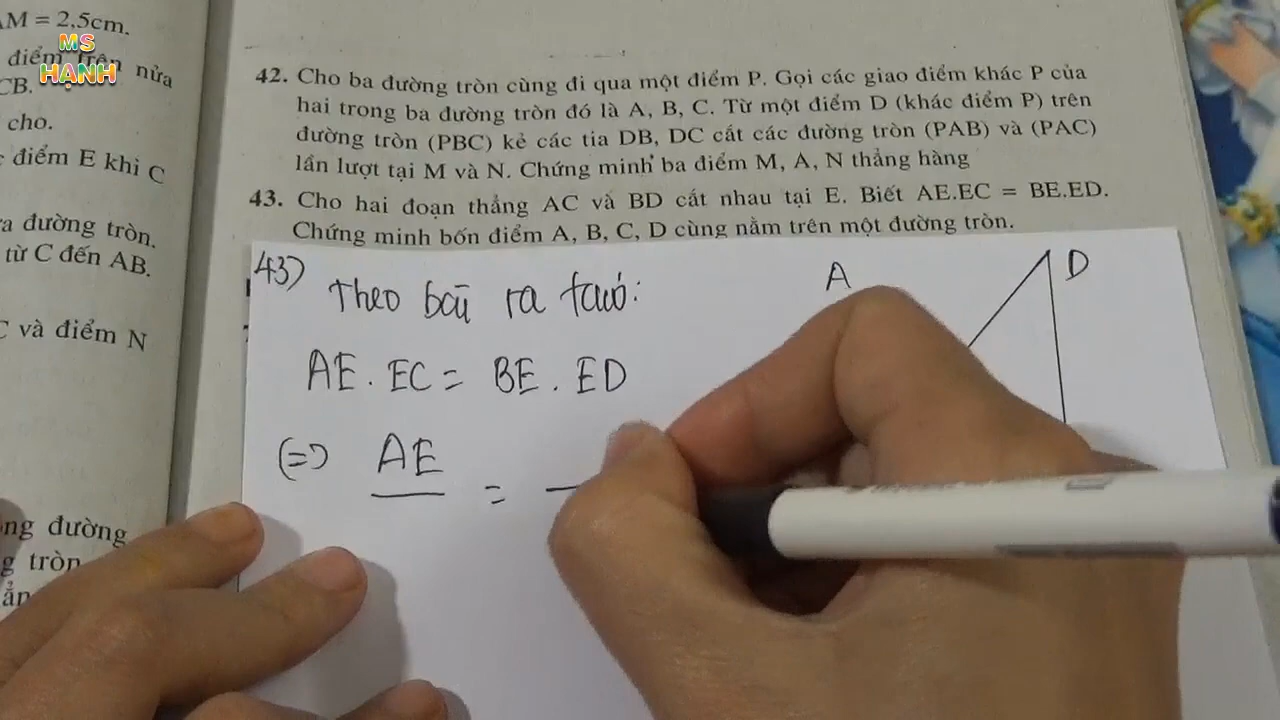 AM = 2,5cm.
điểm trên nửa
CB.
cho.
điểm E khi C
đường tròn.
từ C đến AB.
và điểm N
đường
tròn
MS
HẠNH
42. Cho ba đường tròn cùng đi qua một điểm P. Gọi các giao điểm khác P của
hai trong ba đường tròn đó là A, B, C. Từ một điểm D (khác điểm P) trên
đường tròn (PBC) kẻ các tia DB, DC cắt các đường tròn (PAB) và (PAC)
lần lượt tại M và N. Chứng minh ba điểm M, A, N thẳng hàng
43. Cho hai đoạn thẳng AC và BD cắt nhau tại E. Biết AE.EC = BE.ED.
Chứng minh bốn điểm A, B, C, D cùng nằm trên một đường tròn.
43) Theo bài ra ta có:
AE . EC = BE . ED
(=) AE =
A
D